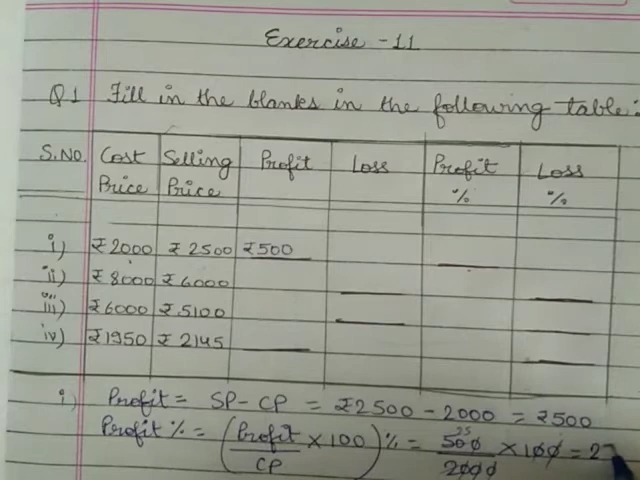 Exercise - 11
Q1 Fill in the blanks in the following table:
S.NO. Cost Price Selling Price Profit Loss Profit % Loss %
i) ₹2000 ₹2500 ₹500
ii) ₹8000 ₹6000
iii) ₹6000 ₹5100
iv) ₹1950 ₹2145
i) Profit = SP - CP = ₹2500 - 2000 = ₹500
Profit % = (Profit/CP × 100) % = 500/2000 × 100 = 2